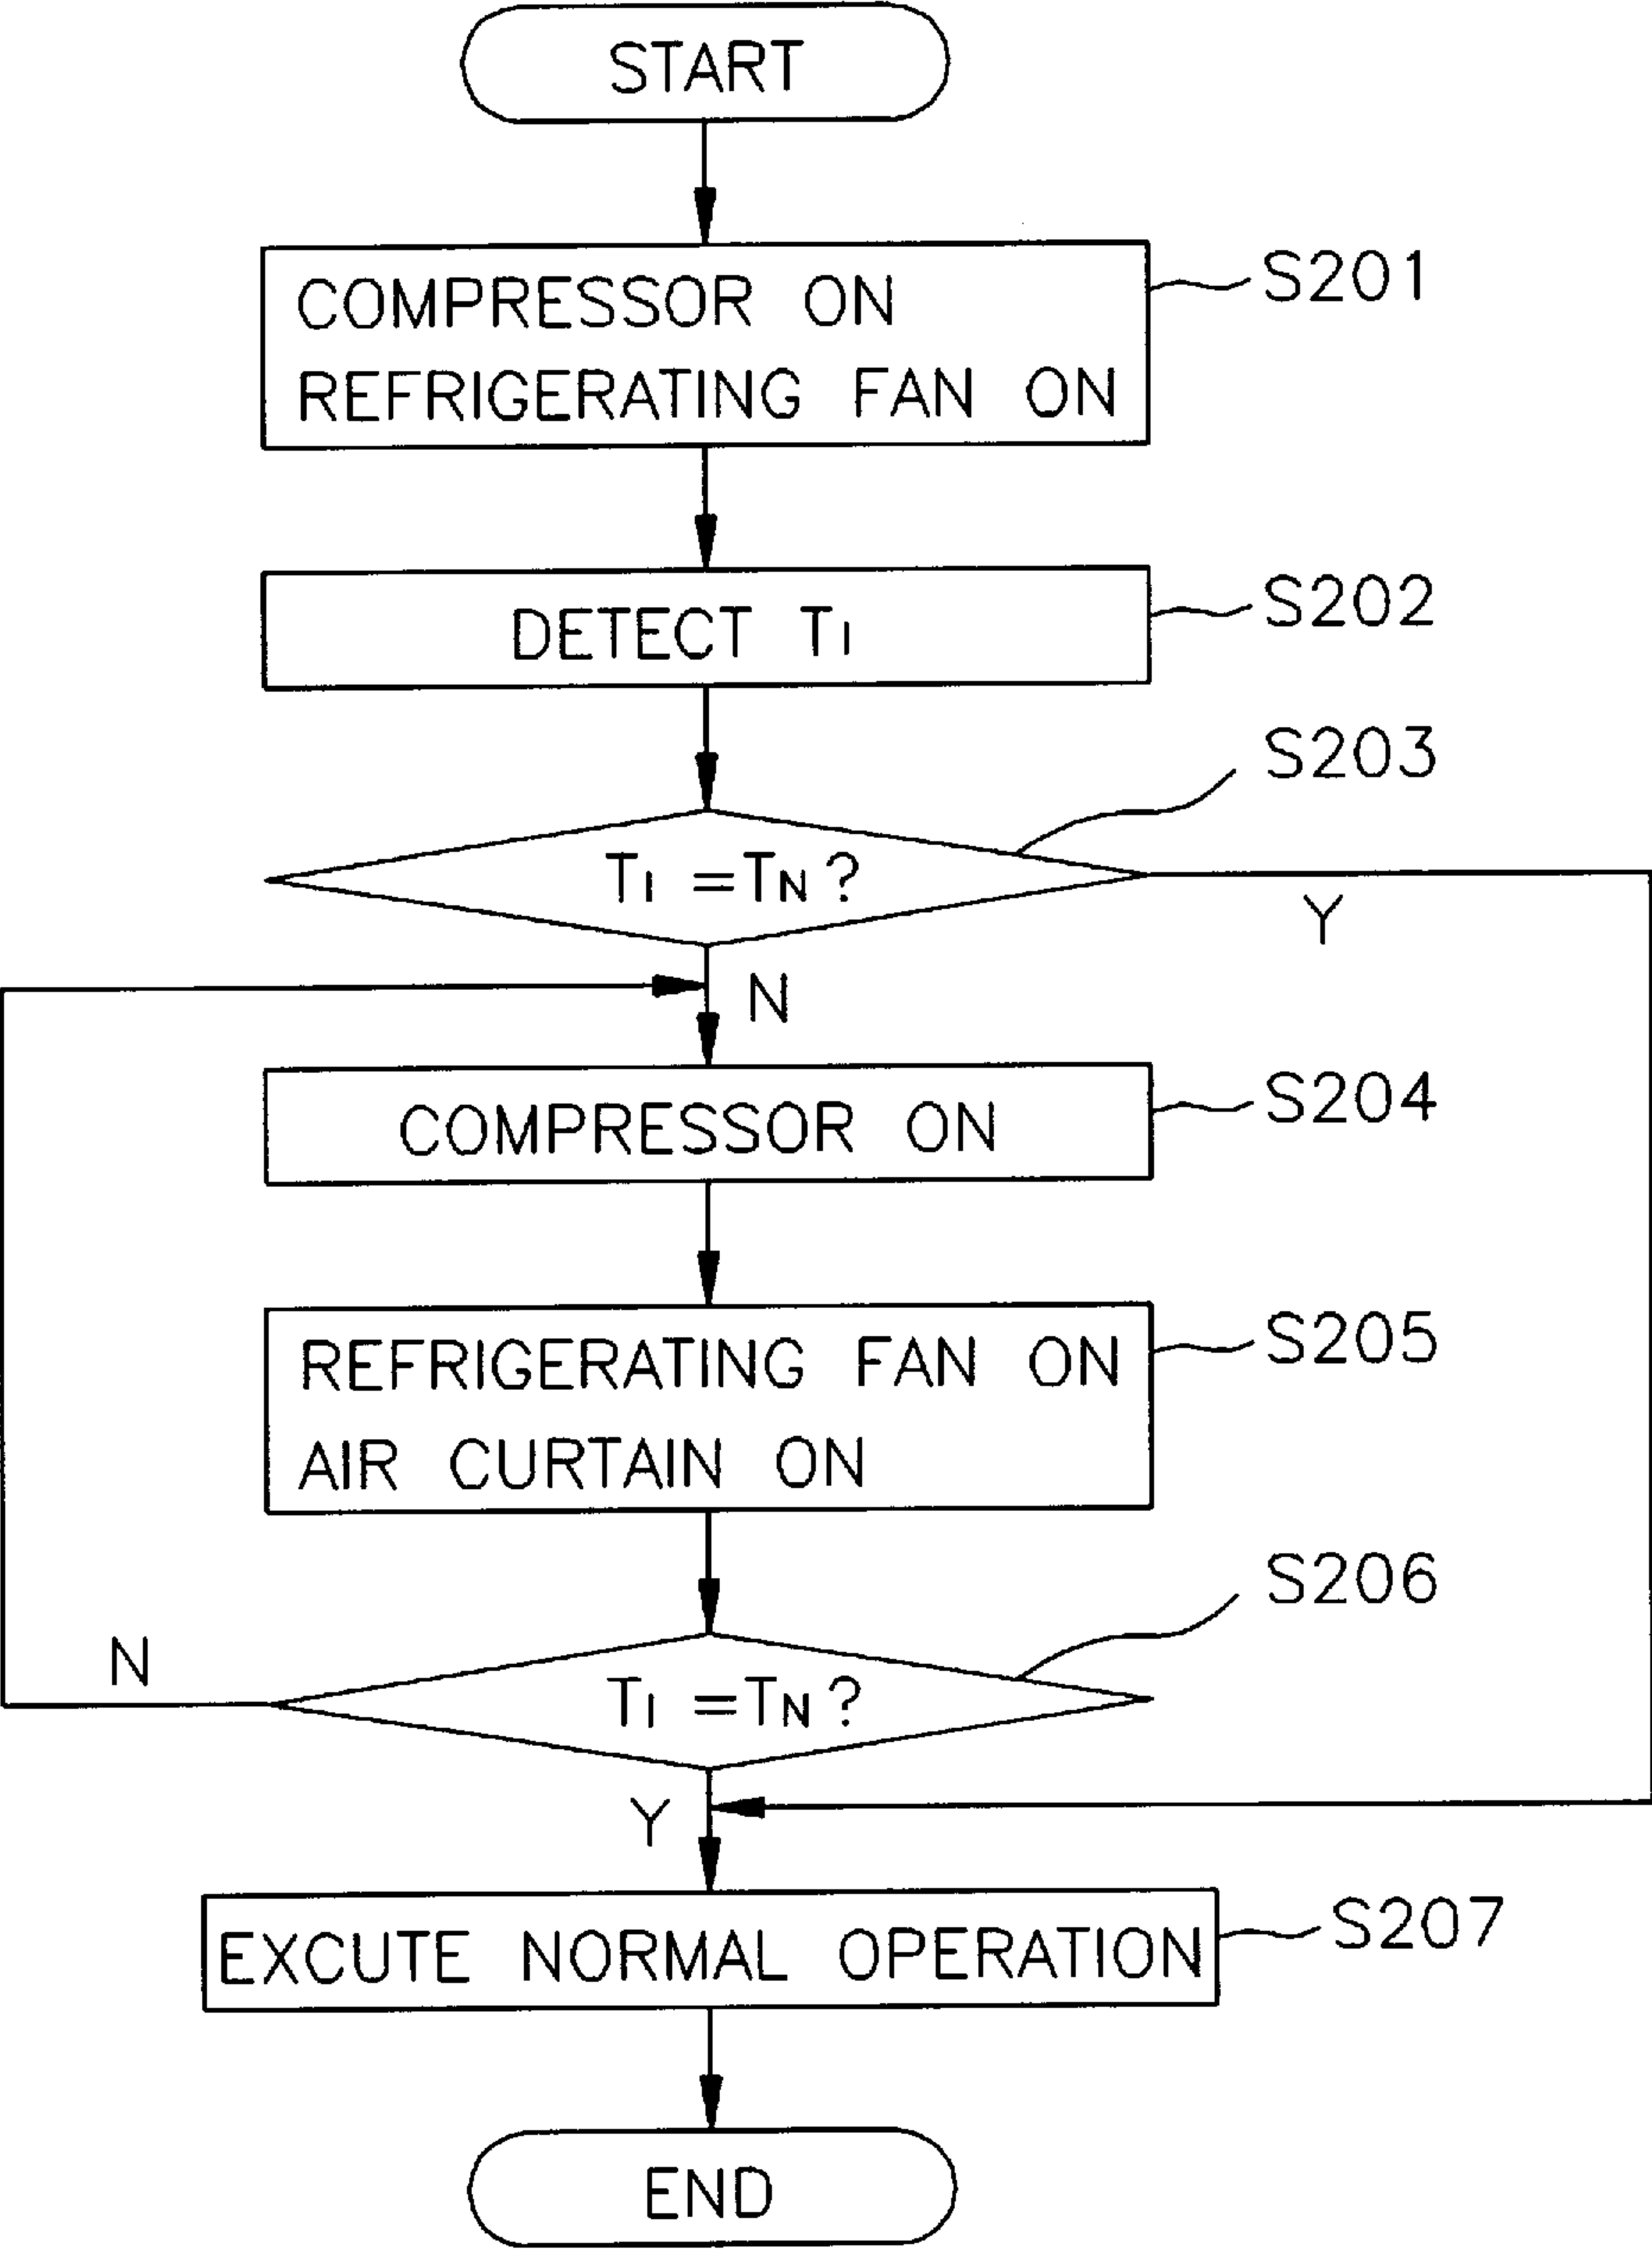 START
COMPRESSOR ON
REFRIGERATING FAN ON
S201
DETECT TI
S202
S203
TI =TN?
Y
N
COMPRESSOR ON
S204
REFRIGERATING FAN ON
AIR CURTAIN ON
S205
S206
N
TI =TN?
Y
EXCUTE NORMAL OPERATION
S207
END